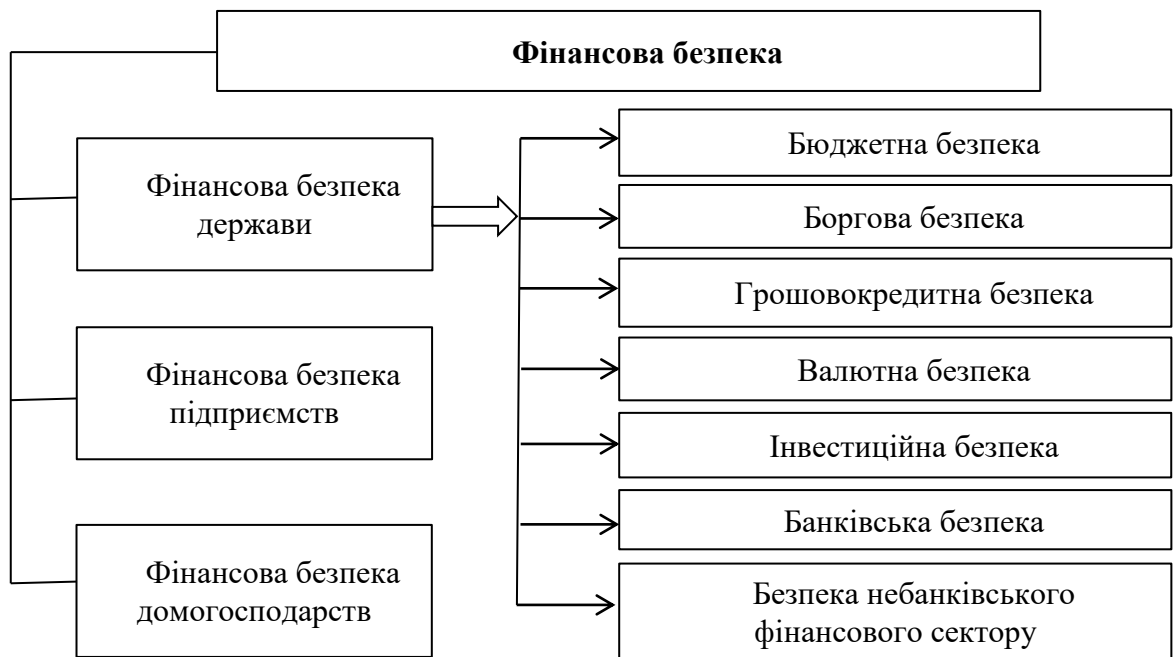 Фінансова безпека
Фінансова безпека
держави
Фінансова безпека
підприємств
Фінансова безпека
домогосподарств
Бюджетна безпека
Боргова безпека
Грошовокредитна безпека
Валютна безпека
Інвестиційна безпека
Банківська безпека
Безпека небанківського
фінансового сектору